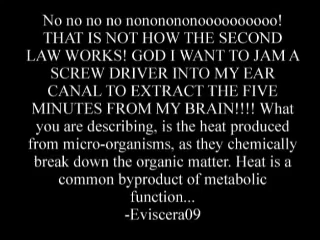 No no no no nonononononoooooooooo!
THAT IS NOT HOW THE SECOND
LAW WORKS! GOD I WANT TO JAM A
SCREW DRIVER INTO MY EAR
CANAL TO EXTRACT THE FIVE
MINUTES FROM MY BRAIN!!!! What
you are describing, is the heat produced
from micro-organisms, as they chemically
break down the organic matter. Heat is a
common byproduct of metabolic
function...
-Eviscera09